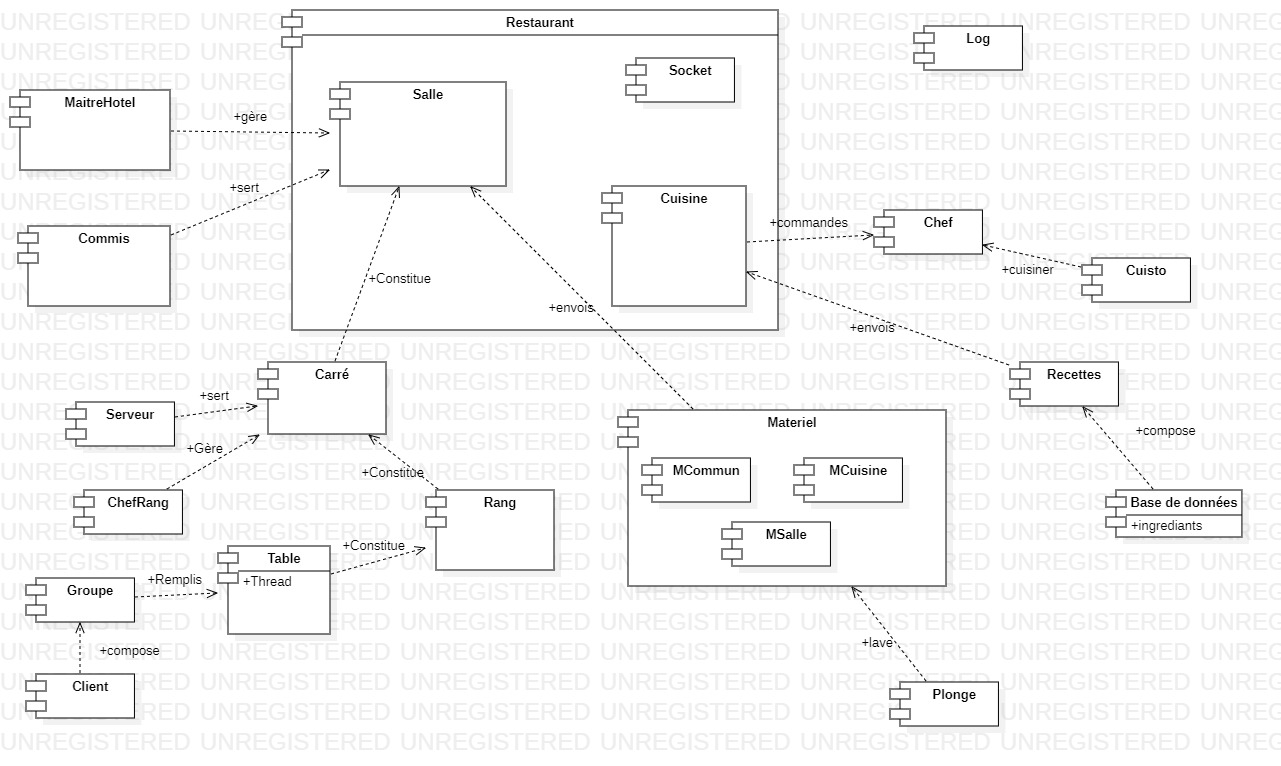 Restaurant
Log
Socket
Salle
MaitreHotel
+gère
+sert
Commis
Cuisine
+commandes
Chef
+cuisiner
Cuisto
+Constitue
+envois
+envois
Carré
Recettes
+sert
Serveur
+Gère
+Constitue
Materiel
+compose
MCommun
MCuisine
ChefRang
Rang
Base de données
+ingrediants
MSalle
+Constitue
Table
+Thread
+Remplis
Groupe
+compose
+lave
Client
Plonge
UNREGISTERED